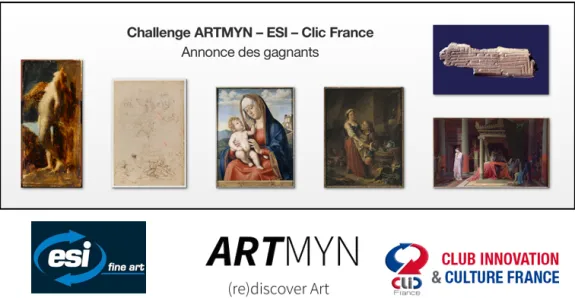 Challenge ARTMYN – ESI – Clic France
Annonce des gagnants
esi
fine art
ARTMYN
(re)discover Art
CLIC
France
CLUB INNOVATION
& CULTURE FRANCE